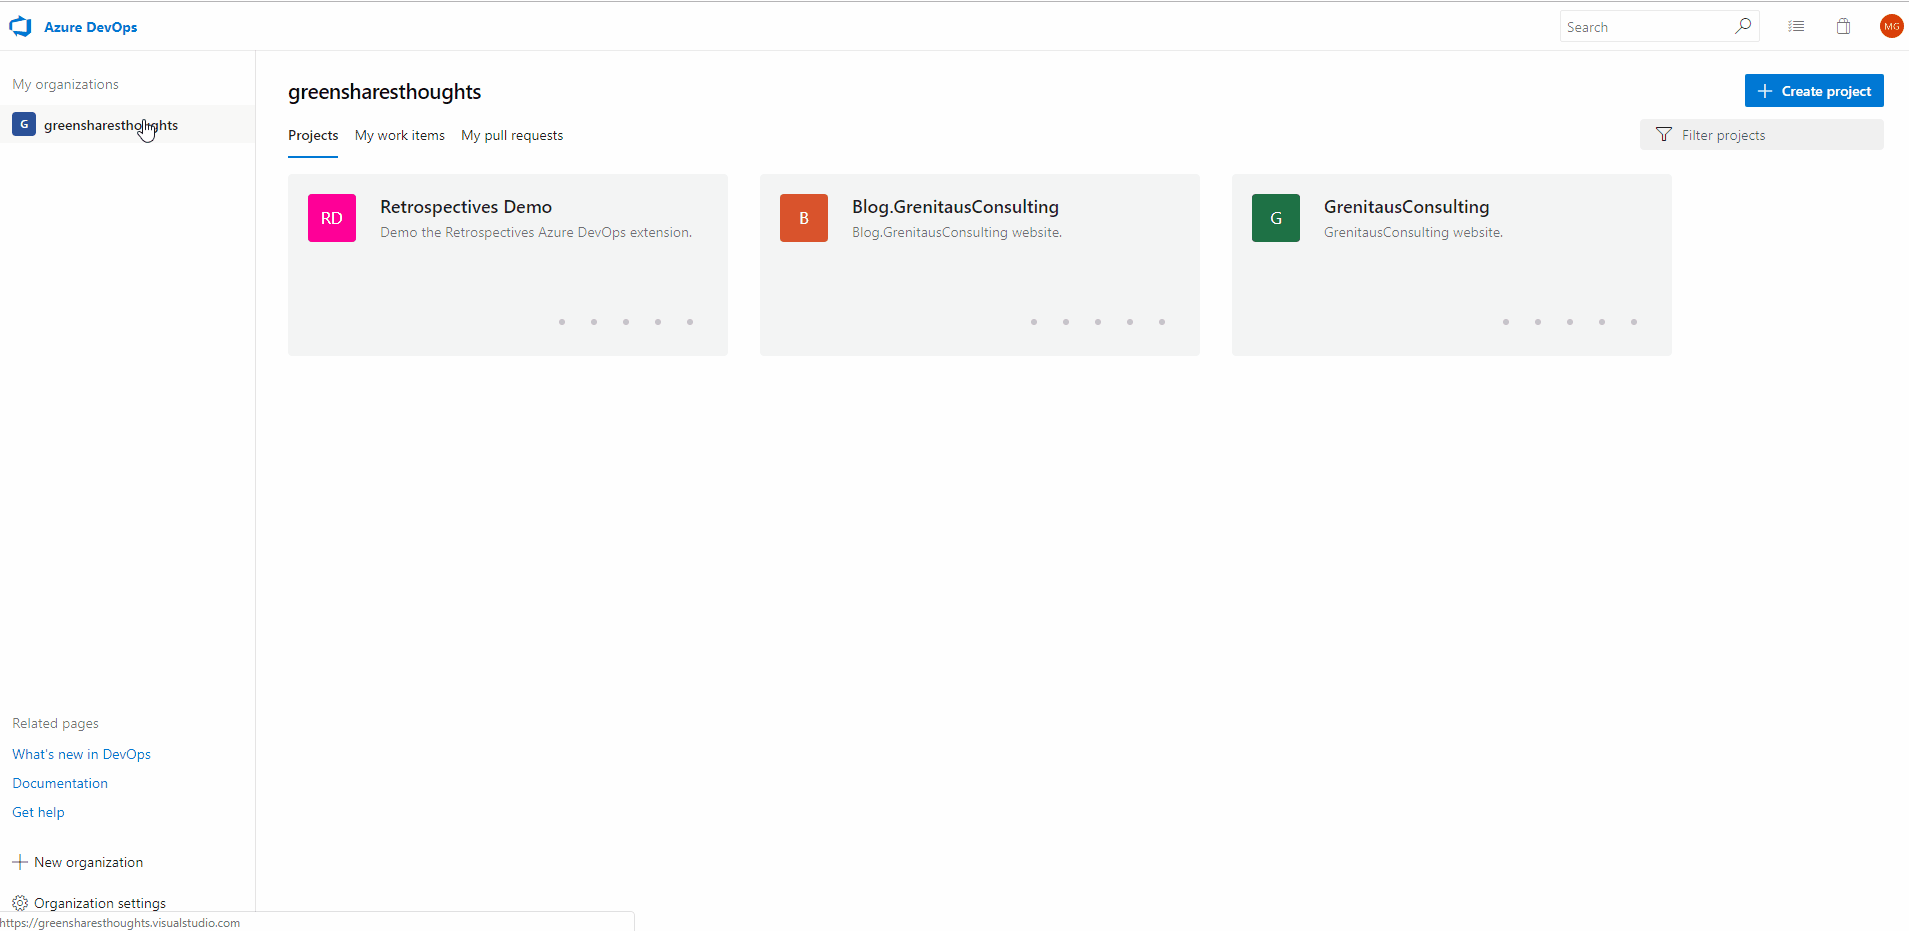 Azure DevOps
Search
MG
My organizations
G greensharesthoughts
greensharesthoughts
Create project
Projects My work items My pull requests
Filter projects
RD
Retrospectives Demo
Demo the Retrospectives Azure DevOps extension.
B
Blog.GrenitausConsulting
Blog.GrenitausConsulting website.
G
GrenitausConsulting
GrenitausConsulting website.
Related pages
What's new in DevOps
Documentation
Get help
New organization
Organization settings
https://greensharesthoughts.visualstudio.com